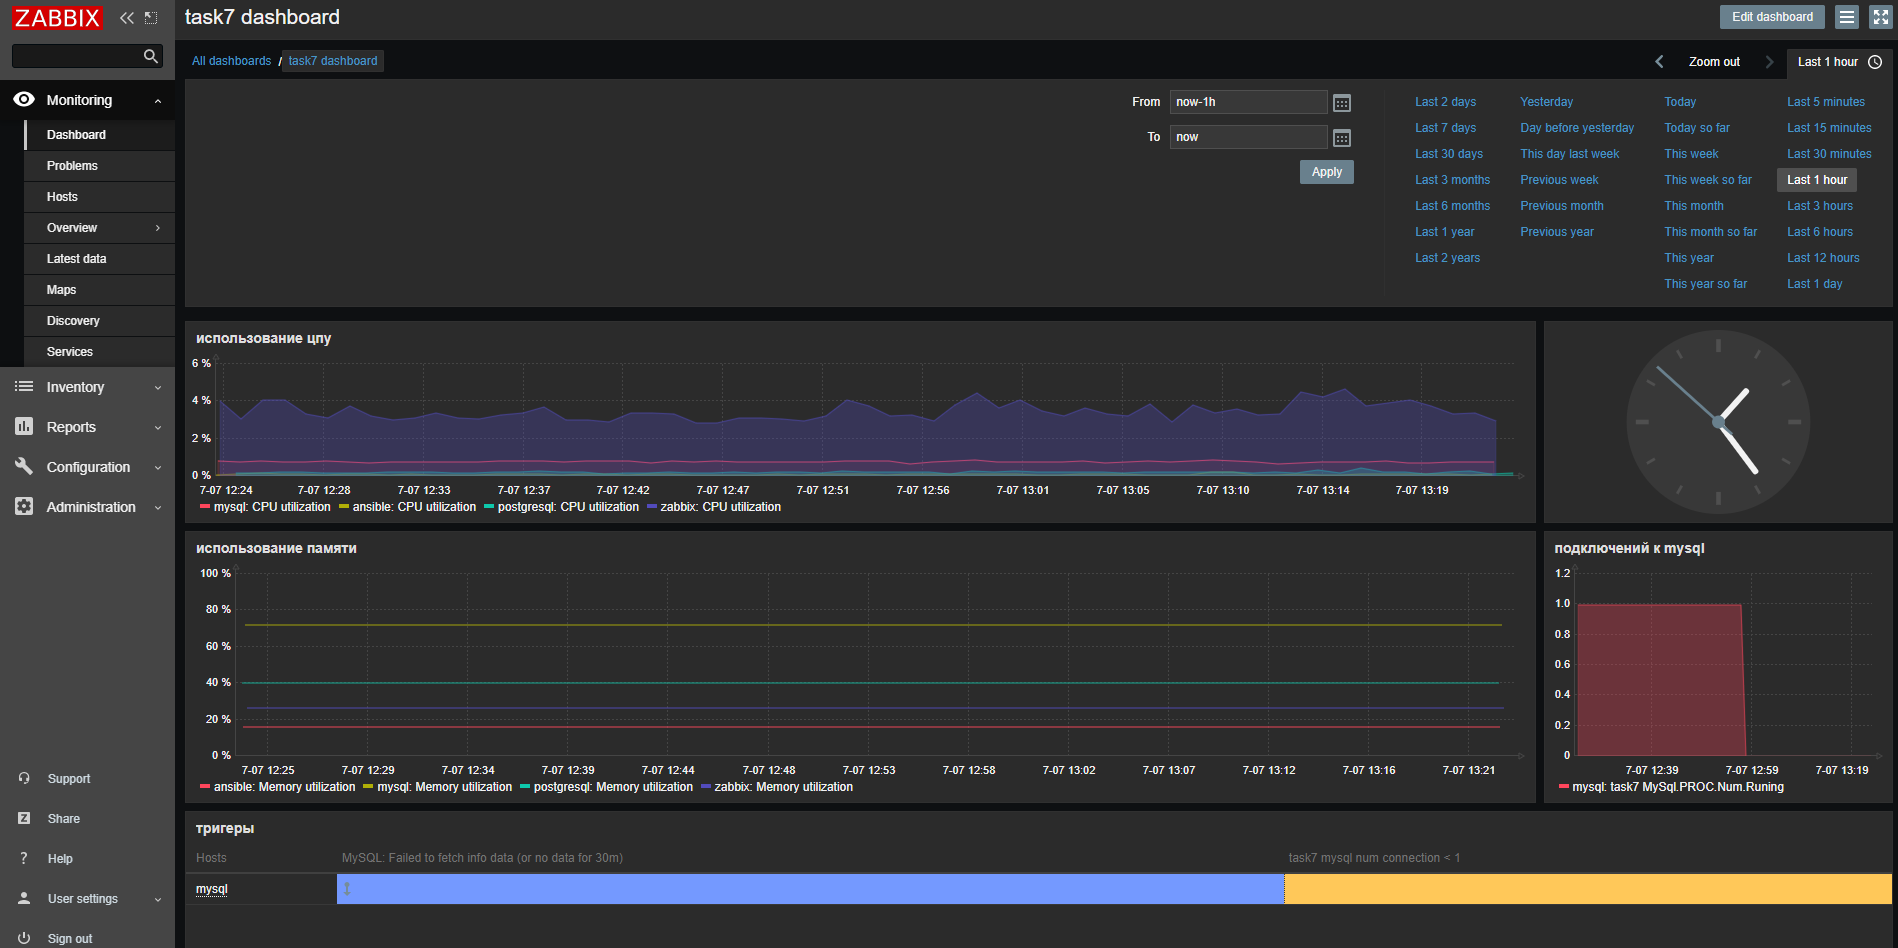 ZABBIX
task7 dashboard
Edit dashboard
All dashboards / task7 dashboard
Zoom out
Last 1 hour
Monitoring
Dashboard
Problems
Hosts
Overview
Latest data
Maps
Discovery
Services
Inventory
Reports
Configuration
Administration
Support
Share
Help
User settings
Sign out
From now-1h
To now
Apply
Last 2 days Yesterday Today Last 5 minutes
Last 7 days Day before yesterday Today so far Last 15 minutes
Last 30 days This day last week This week Last 30 minutes
Last 3 months Previous week This week so far Last 1 hour
Last 6 months Previous month This month Last 3 hours
Last 1 year Previous year This month so far Last 6 hours
Last 2 years This year Last 12 hours
This year so far Last 1 day
использование цпу
6 %
4 %
2 %
0 %
7-07 12:24 7-07 12:28 7-07 12:33 7-07 12:37 7-07 12:42 7-07 12:47 7-07 12:51 7-07 12:56 7-07 13:01 7-07 13:05 7-07 13:10 7-07 13:14 7-07 13:19
mysql: CPU utilization ansible: CPU utilization postgresql: CPU utilization zabbix: CPU utilization
использование памяти
100 %
80 %
60 %
40 %
20 %
0 %
7-07 12:25 7-07 12:29 7-07 12:34 7-07 12:39 7-07 12:44 7-07 12:48 7-07 12:53 7-07 12:58 7-07 13:02 7-07 13:07 7-07 13:12 7-07 13:16 7-07 13:21
ansible: Memory utilization mysql: Memory utilization postgresql: Memory utilization zabbix: Memory utilization
подключений к mysql
1.2
1.0
0.8
0.6
0.4
0.2
0
7-07 12:39 7-07 12:59 7-07 13:19
mysql: task7 MySql.PROC.Num.Runing
тригеры
Hosts MySQL: Failed to fetch info data (or no data for 30m) task7 mysql num connection < 1
mysql